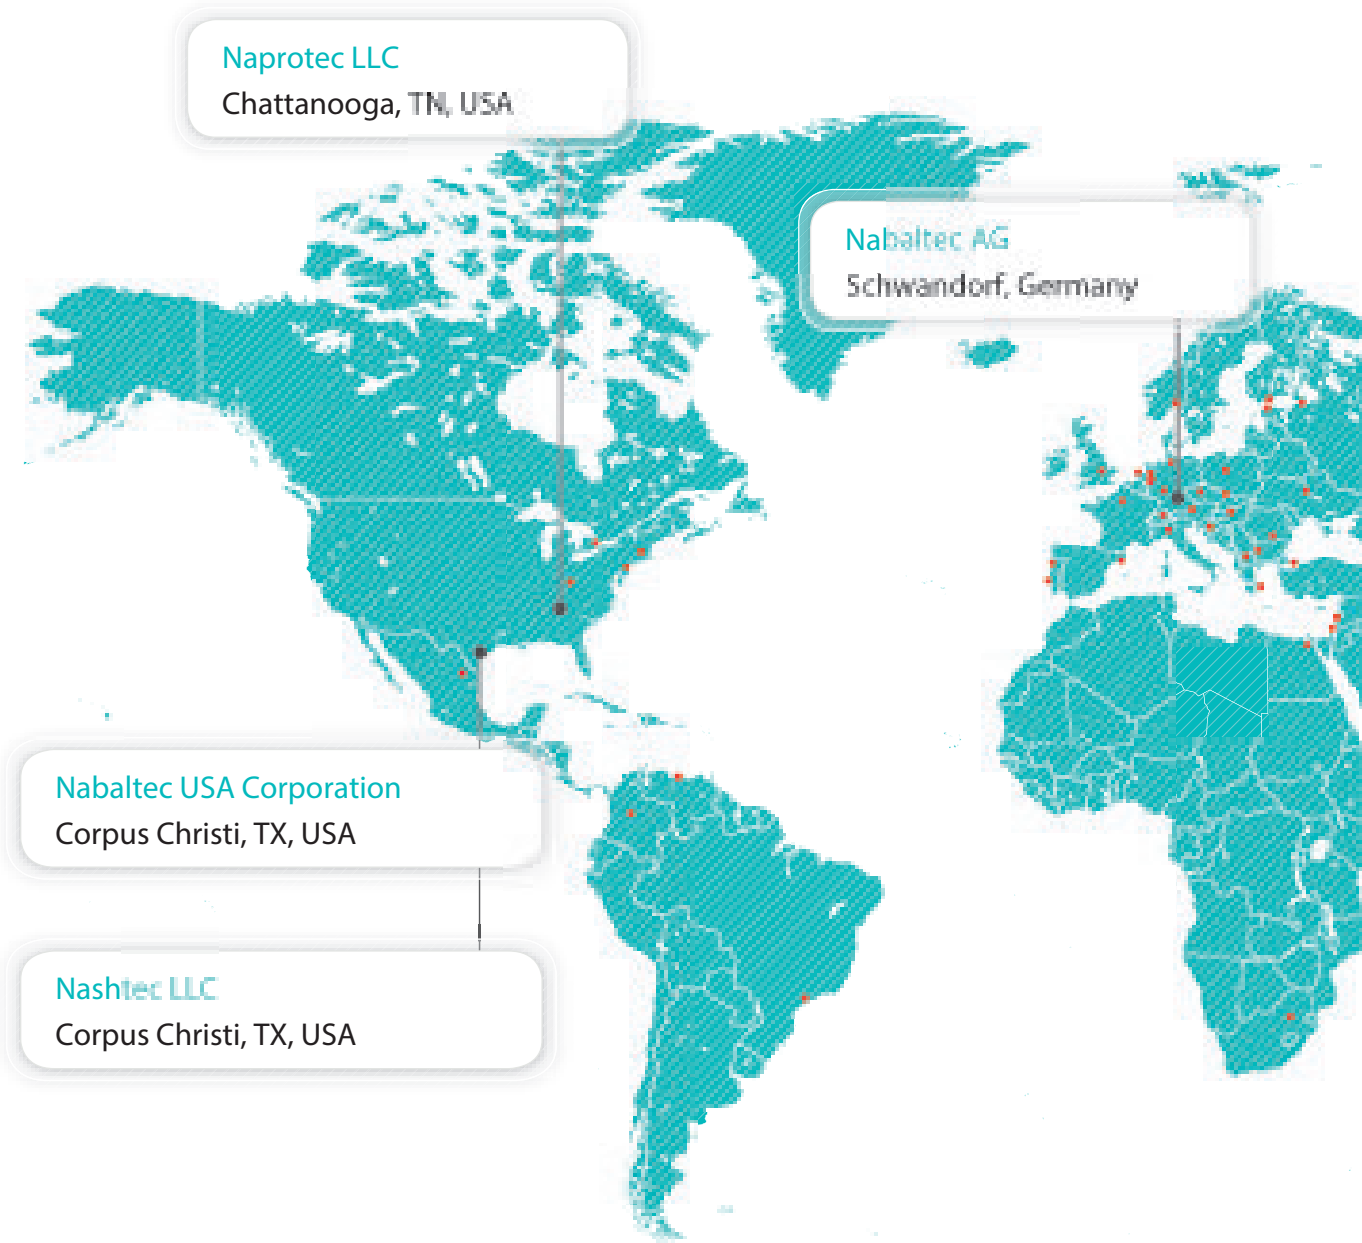 Naprotec LLC
Chattanooga, TN, USA
Nabaltec AG
Schwandorf, Germany
Nabaltec USA Corporation
Corpus Christi, TX, USA
Nashtec LLC
Corpus Christi, TX, USA